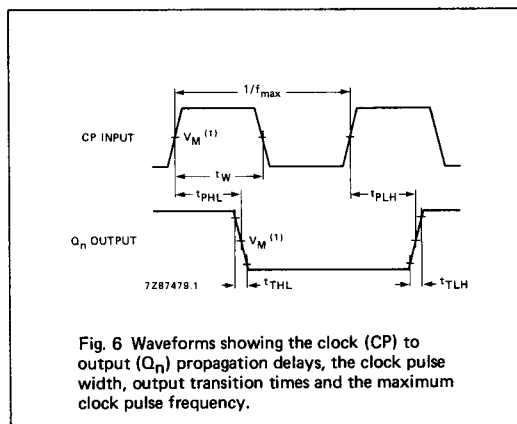 1/fmax
CP INPUT
VM (1)
tW
tPHL
tPLH
Qn OUTPUT
VM (1)
7Z87479.1
tTHL
tTLH
Fig. 6 Waveforms showing the clock (CP) to
output (Qn) propagation delays, the clock pulse
width, output transition times and the maximum
clock pulse frequency.